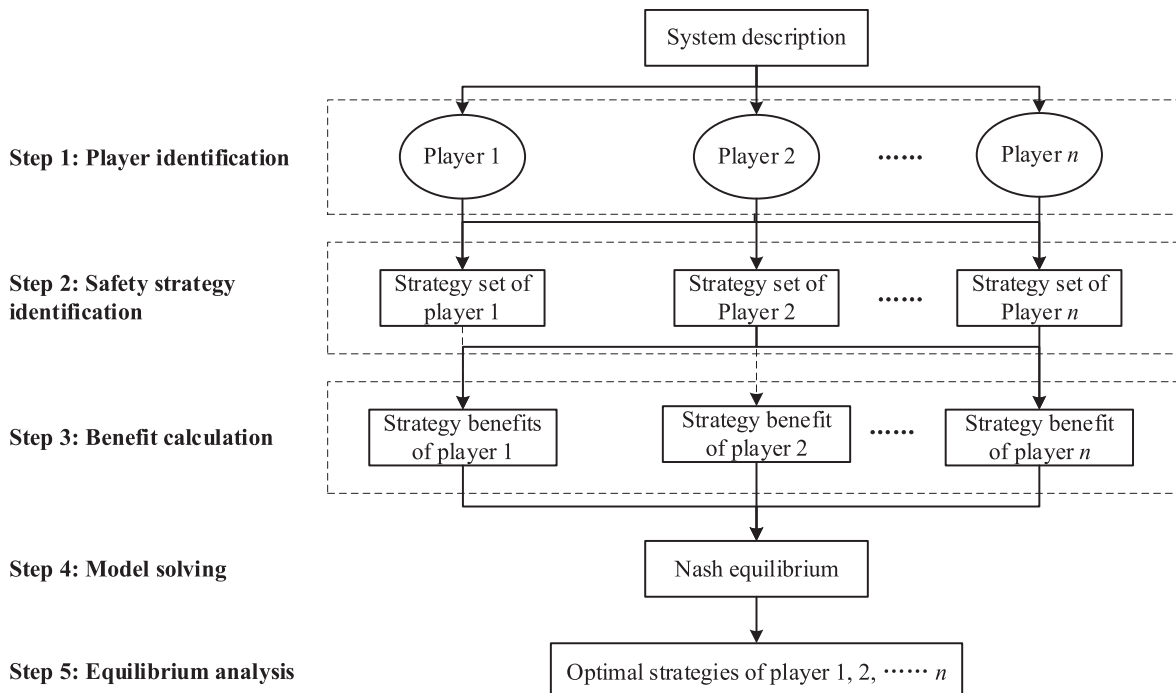 System description
Step 1: Player identification
Player 1
Player 2
······
Player n
Step 2: Safety strategy
identification
Strategy set of
player 1
Strategy set of
Player 2
······
Strategy set of
Player n
Step 3: Benefit calculation
Strategy benefits
of player 1
Strategy benefit
of player 2
······
Strategy benefit
of player n
Step 4: Model solving
Nash equilibrium
Step 5: Equilibrium analysis
Optimal strategies of player 1, 2, ······ n